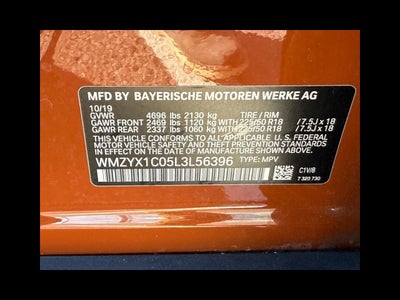 MFD BY BAYERISCHE MOTOREN WERKE AG
10/19
GVWR 4696 lbs 2130 kg TIRE / RIM
GAWR FRONT 2469 lbs 1120 kg WITH 225/50 R18 / 7.5J x 18
GAWR REAR 2337 lbs 1060 kg WITH 225/50 R18 / 7.5J x 18
THIS VEHICLE CONFORMS TO ALL APPLICABLE U.S. FEDERAL
MOTOR VEHICLE SAFETY, BUMPER, AND THEFT
PREVENTION STANDARDS IN EFFECT ON THE
DATE OF MANUFACTURE SHOWN ABOVE.
WMZYX1C05L3L56396 TYPE: MPV
C1V/8
7 320 730